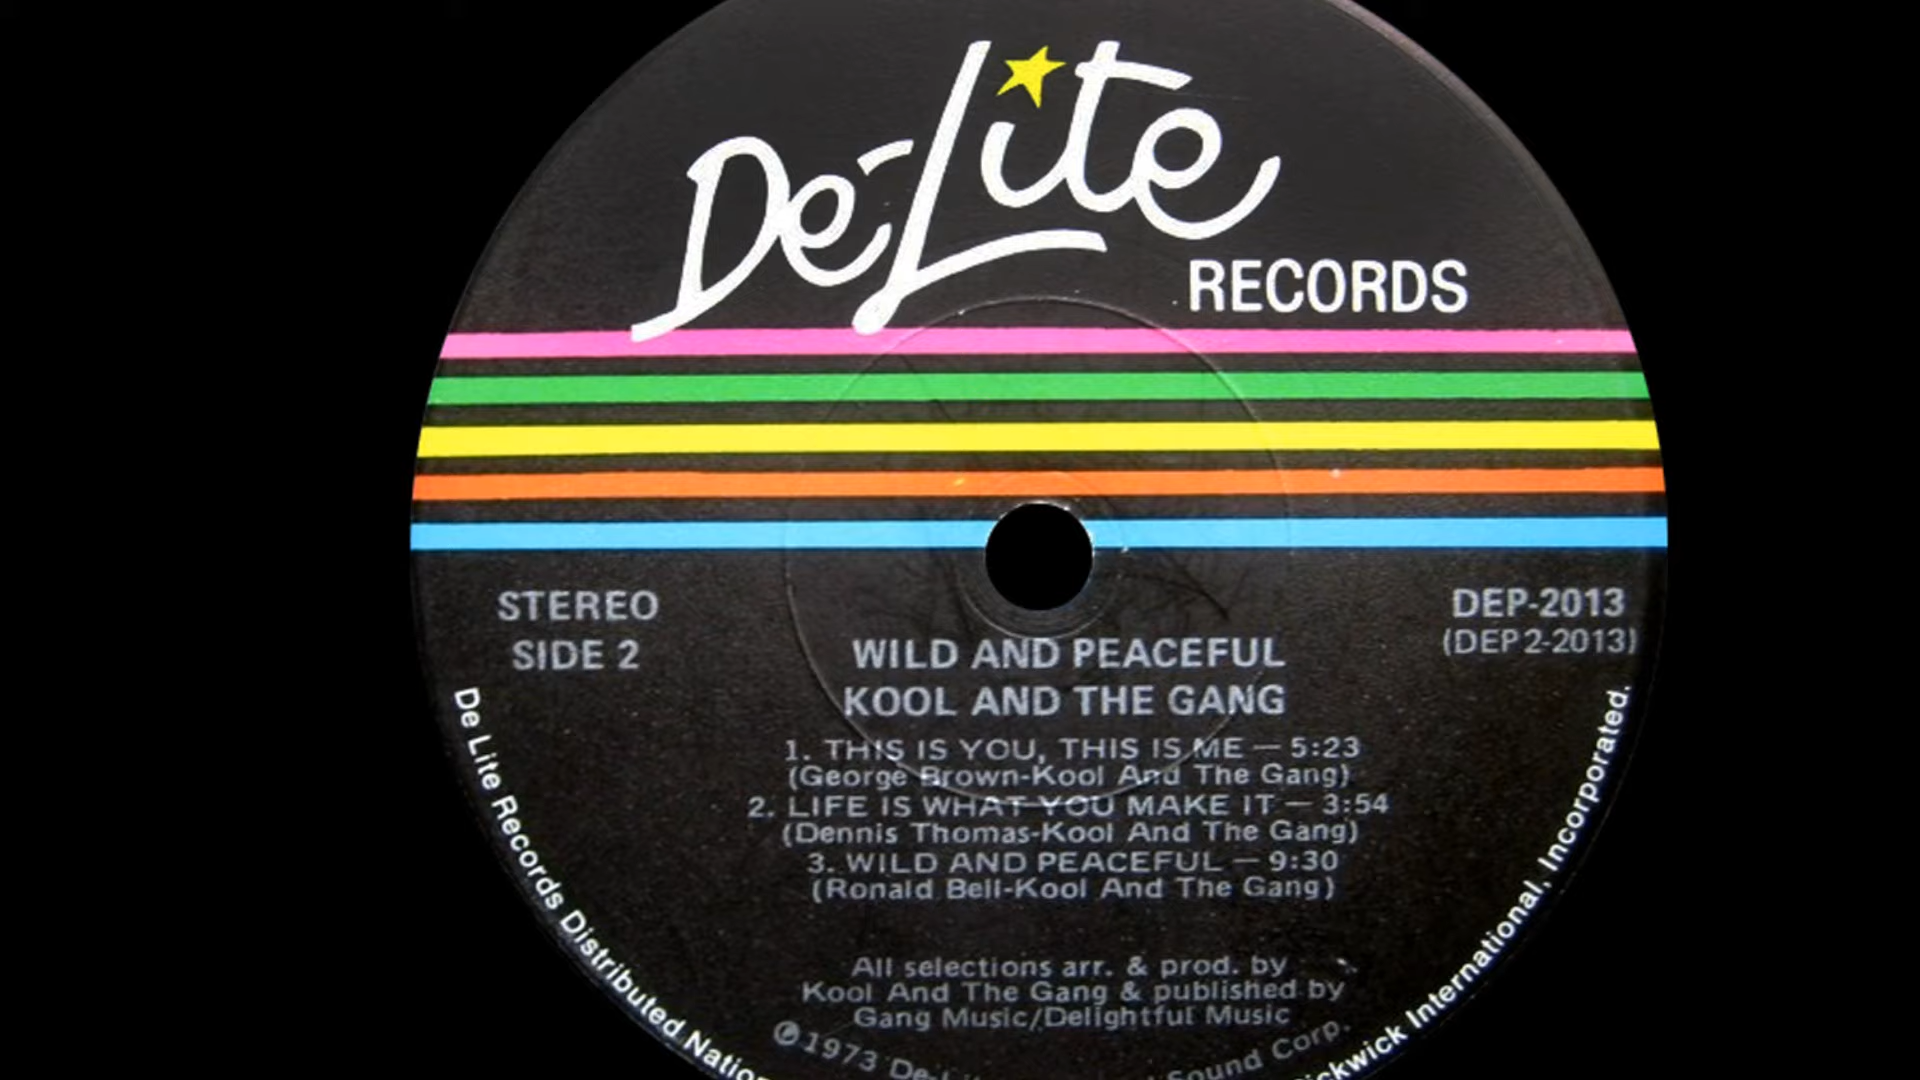 De-Lite
RECORDS
STEREO
SIDE 2
DEP-2013
(DEP2-2013)
WILD AND PEACEFUL
KOOL AND THE GANG
1. THIS IS YOU, THIS IS ME — 5:23
(George Brown-Kool And The Gang)
2. LIFE IS WHAT YOU MAKE IT — 3:54
(Dennis Thomas-Kool And The Gang)
3. WILD AND PEACEFUL — 9:30
(Ronald Bell-Kool And The Gang)
All selections arr. & prod. by
Kool And The Gang & published by
Gang Music/Delightful Music
℗1973 Sound Corp.
De Lite Records Distributed
International, Incorporated.